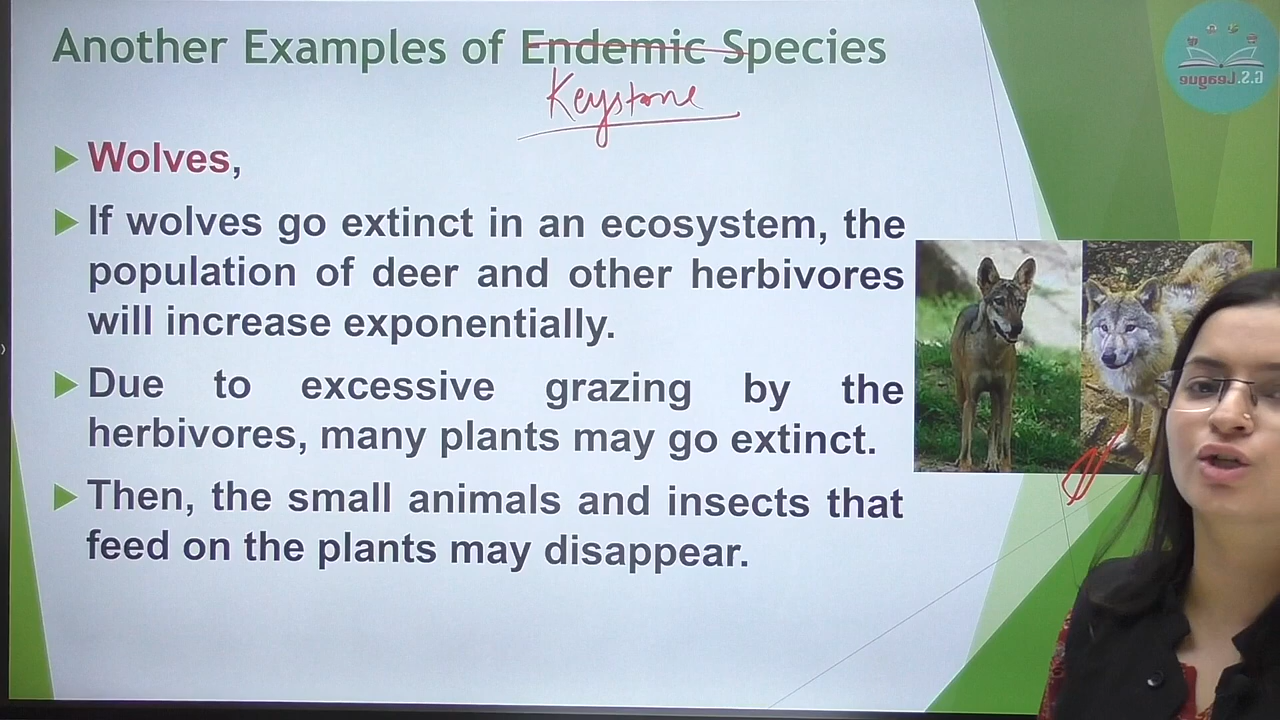 Another Examples of Endemic Species
Keystone
Wolves,
If wolves go extinct in an ecosystem, the
population of deer and other herbivores
will increase exponentially.
Due to excessive grazing by the
herbivores, many plants may go extinct.
Then, the small animals and insects that
feed on the plants may disappear.
G.S. League